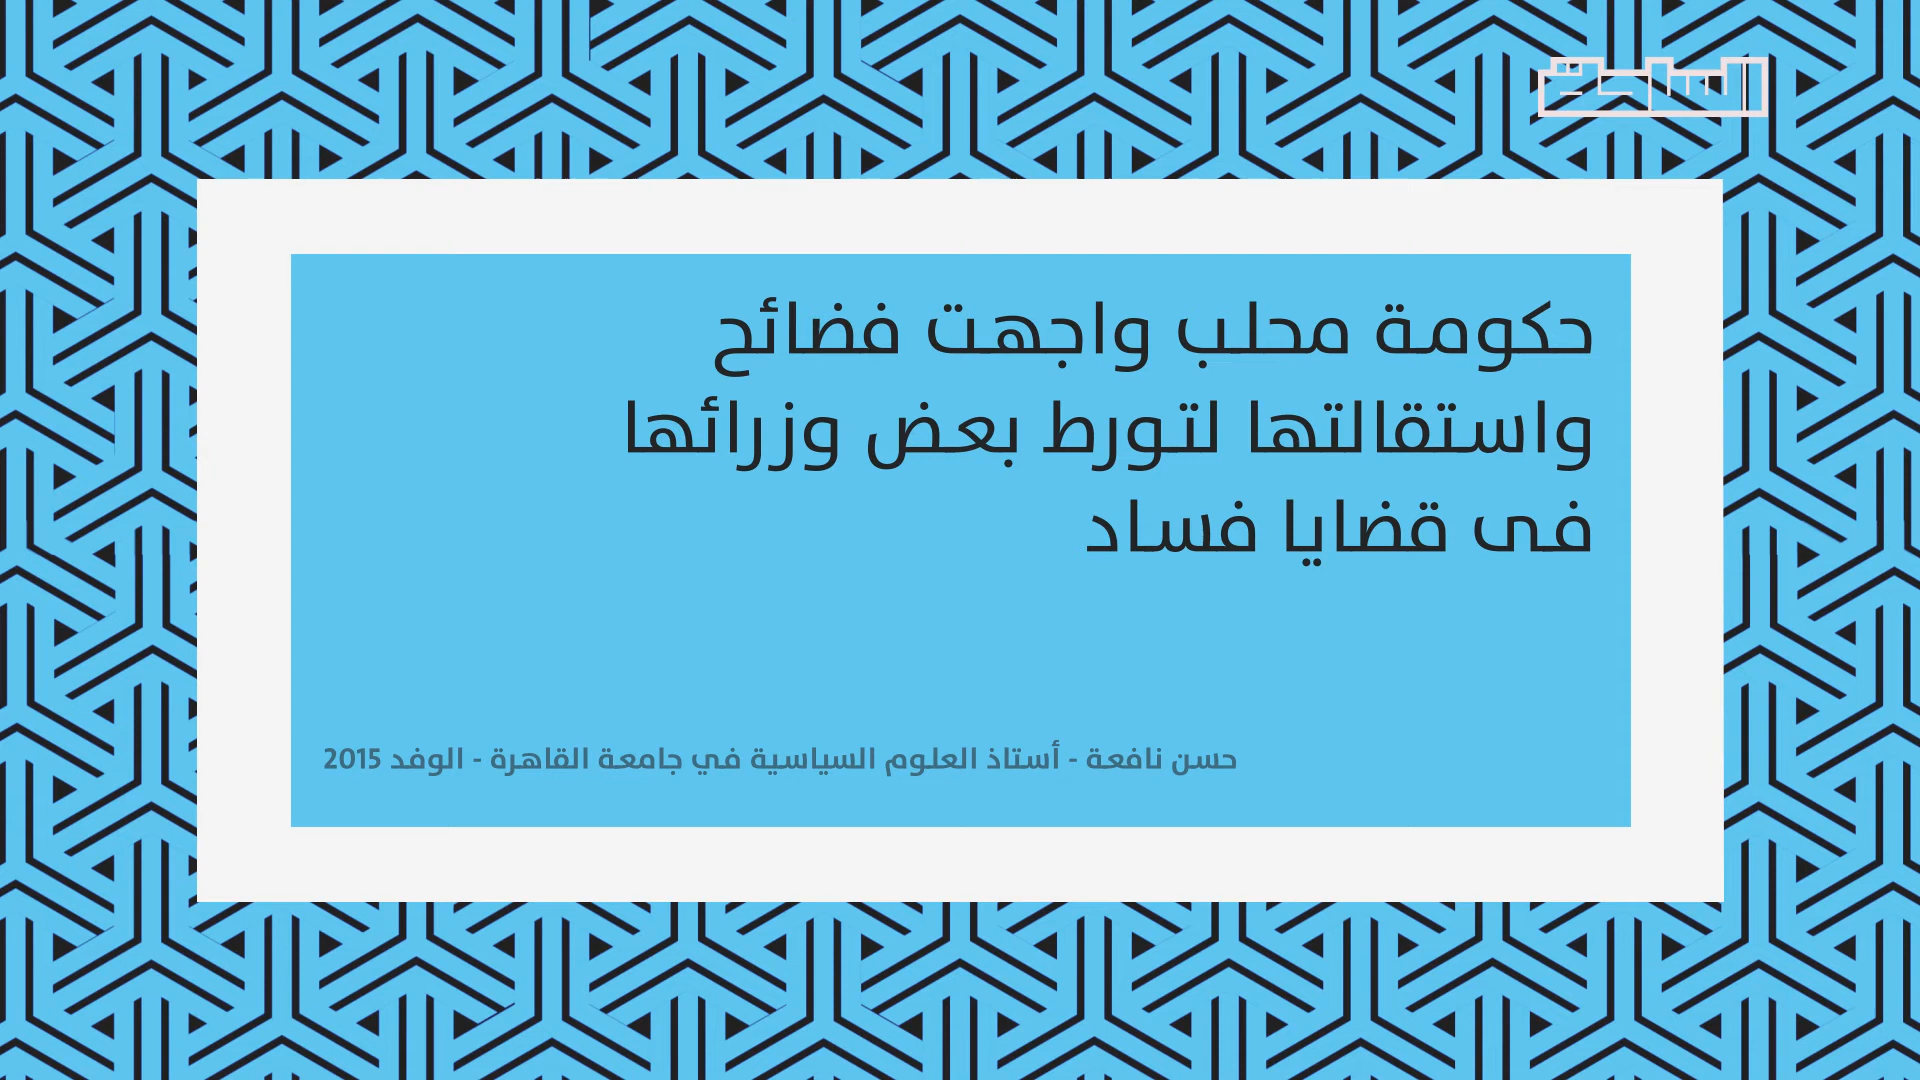 حكومة محلب واجهت فضائح
واستقالتها لتورط بعض وزرائها
فى قضايا فساد
حسن نافعة - أستاذ العلوم السياسية في جامعة القاهرة - الوفد 2015